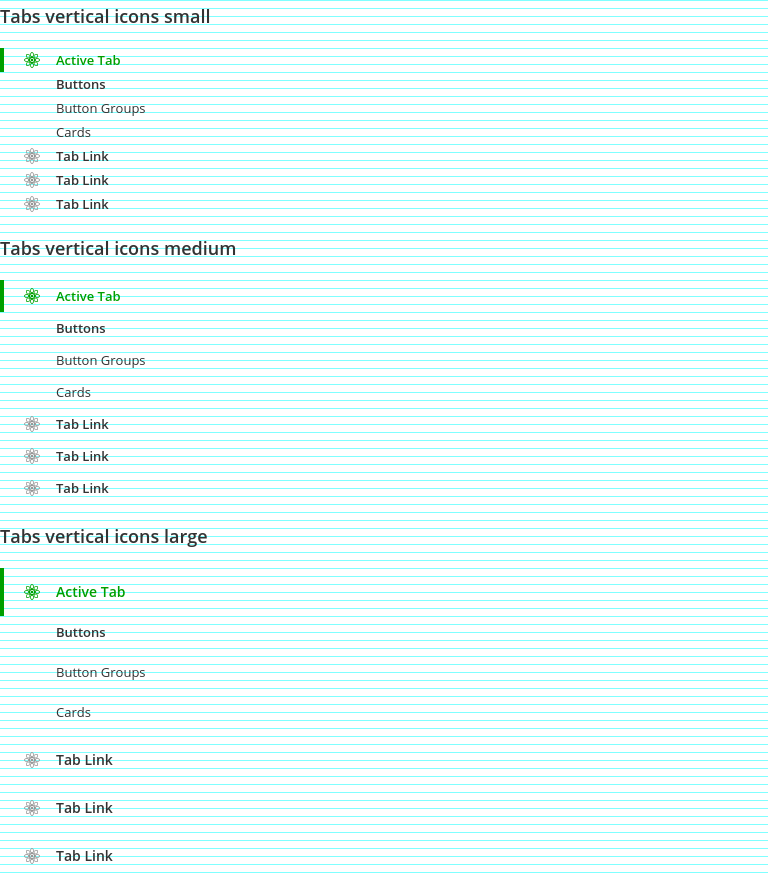 Tabs vertical icons small
Active Tab
Buttons
Button Groups
Cards
Tab Link
Tab Link
Tab Link
Tabs vertical icons medium
Active Tab
Buttons
Button Groups
Cards
Tab Link
Tab Link
Tab Link
Tabs vertical icons large
Active Tab
Buttons
Button Groups
Cards
Tab Link
Tab Link
Tab Link